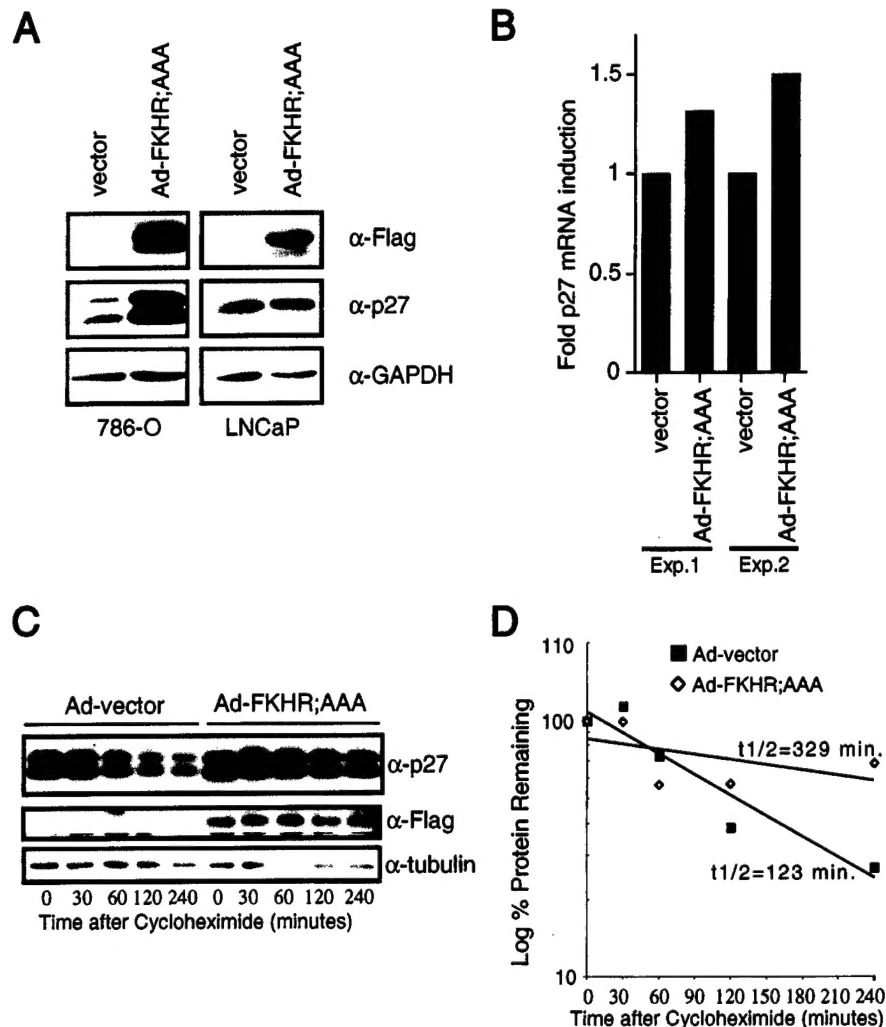 A
vector
Ad-FKHR;AAA
vector
Ad-FKHR;AAA
α-Flag
α-p27
α-GAPDH
786-O
LNCaP
B
Fold p27 mRNA induction
1.5
1
0.5
0
vector
Ad-FKHR;AAA
vector
Ad-FKHR;AAA
Exp.1
Exp.2
C
Ad-vector
Ad-FKHR;AAA
α-p27
α-Flag
α-tubulin
0 30 60 120 240 0 30 60 120 240
Time after Cycloheximide (minutes)
D
Log % Protein Remaining
110
100
10
Ad-vector
Ad-FKHR;AAA
t1/2=329 min.
t1/2=123 min.
0 30 60 90 120 150 180 210 240
Time after Cycloheximide (minutes)